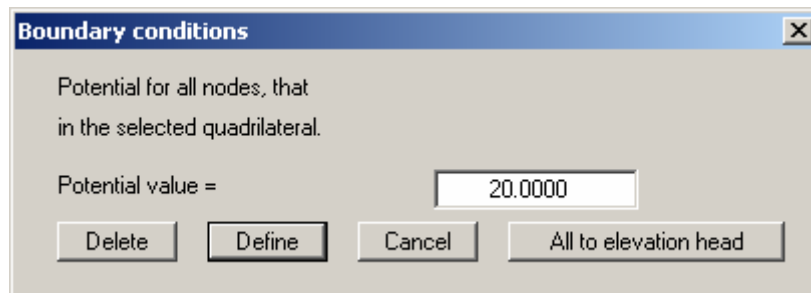 Boundary conditions
Potential for all nodes, that
in the selected quadrilateral.
Potential value = 20.0000
Delete Define Cancel All to elevation head